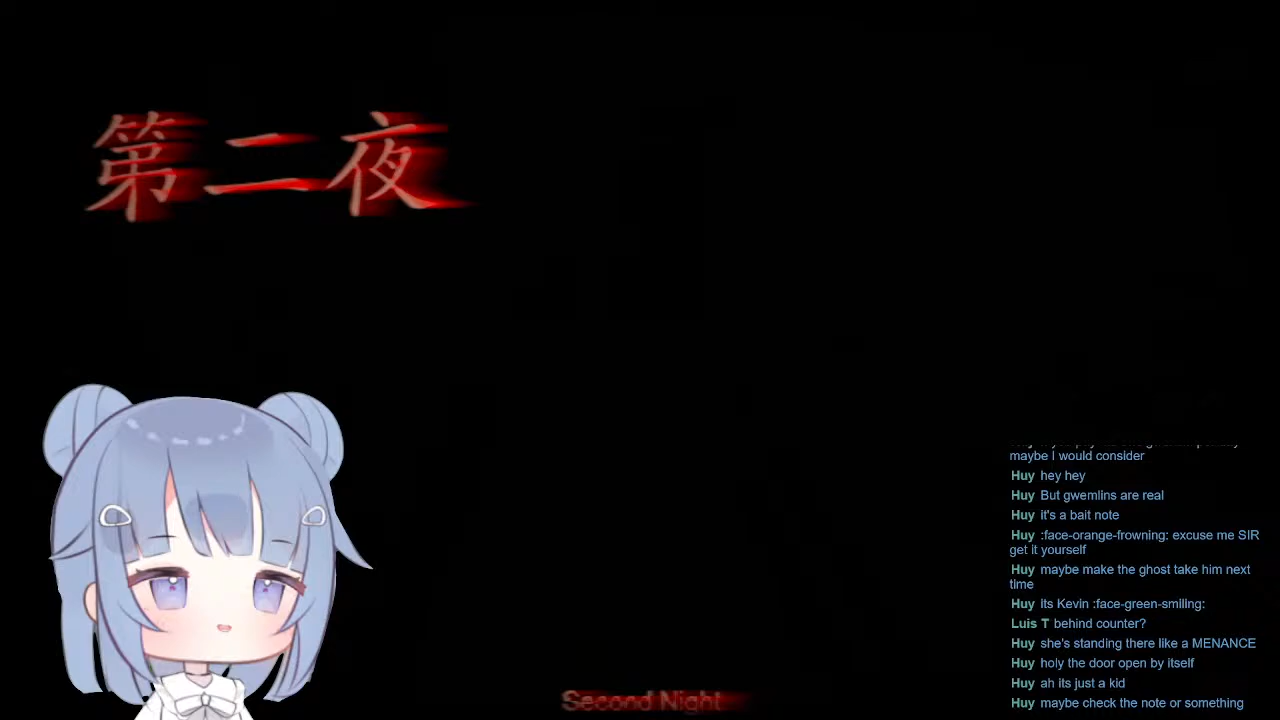 第二夜
maybe I would consider
Huy hey hey
Huy But gwemlins are real
Huy it's a bait note
Huy :face-orange-frowning: excuse me SIR
get it yourself
Huy maybe make the ghost take him next
time
Huy Its Kevin :face-green-smiling:
Luis T behind counter?
Huy she's standing there like a MENANCE
Huy holy the door open by itself
Huy ah its just a kid
Huy maybe check the note or something
Second Night